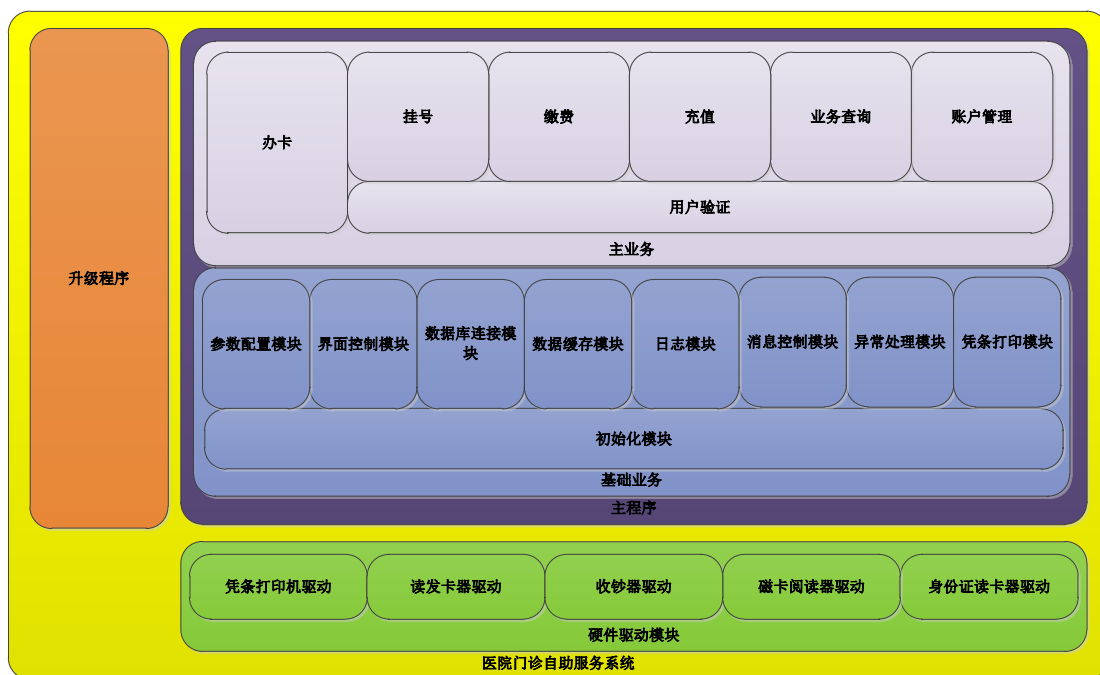 办卡
挂号
缴费
充值
业务查询
账户管理
用户验证
主业务
升级程序
参数配置模块
界面控制模块
数据库连接模
块
数据缓存模块
日志模块
消息控制模块
异常处理模块
凭条打印模块
初始化模块
基础业务
主程序
凭条打印机驱动
读发卡器驱动
收钞器驱动
磁卡阅读器驱动
身份证读卡器驱动
硬件驱动模块
医院门诊自助服务系统